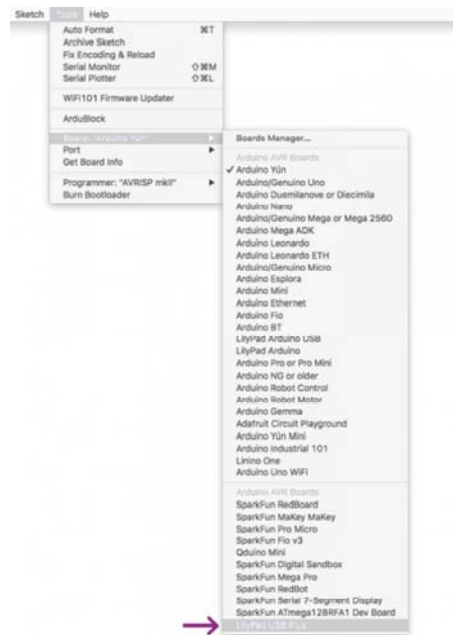 Sketch Tools Help
Auto Format ⌘T
Archive Sketch
Fix Encoding & Reload
Serial Monitor ⇧⌘M
Serial Plotter ⇧⌘L
WiFi101 Firmware Updater
ArduBlock
Board: "Arduino Yún"
Port
Get Board Info
Programmer: "AVRISP mkII"
Burn Bootloader
Boards Manager...
Arduino AVR Boards
✓ Arduino Yún
Arduino/Genuino Uno
Arduino Duemilanove or Diecimila
Arduino Nano
Arduino/Genuino Mega or Mega 2560
Arduino Mega ADK
Arduino Leonardo
Arduino Leonardo ETH
Arduino/Genuino Micro
Arduino Esplora
Arduino Mini
Arduino Ethernet
Arduino Fio
Arduino BT
LilyPad Arduino USB
LilyPad Arduino
Arduino Pro or Pro Mini
Arduino NG or older
Arduino Robot Control
Arduino Robot Motor
Arduino Gemma
Adafruit Circuit Playground
Arduino Yún Mini
Arduino Industrial 101
Linino One
Arduino Uno WiFi
Arduino AVR Boards
SparkFun RedBoard
SparkFun MaKey MaKey
SparkFun Pro Micro
SparkFun Fio v3
Qduino Mini
SparkFun Digital Sandbox
SparkFun Mega Pro
SparkFun RedBot
SparkFun Serial 7-Segment Display
SparkFun ATmega128RFA1 Dev Board
LilyPad USB Plus